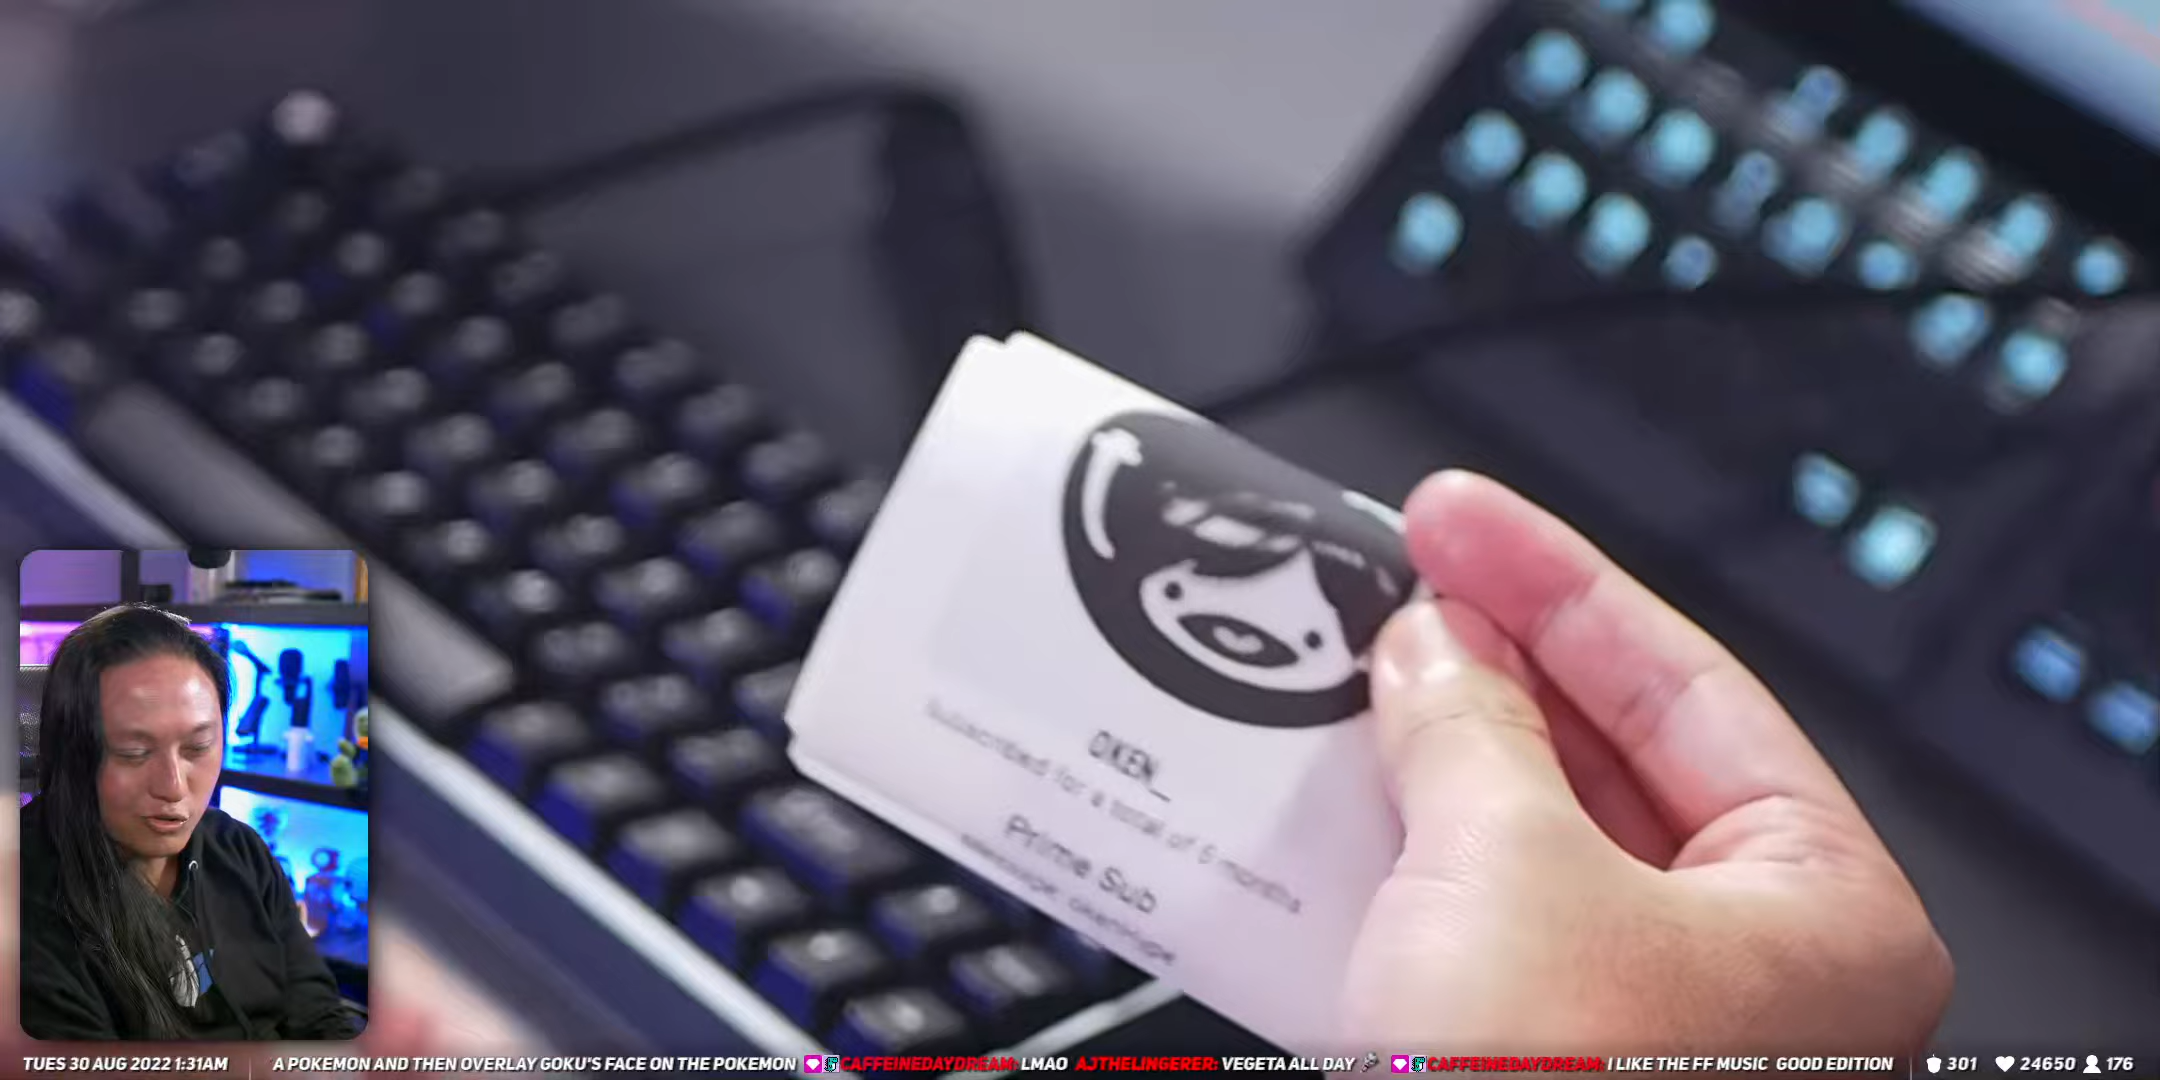 OKEN_
Subscribed for a total of 6 months
Prime Sub
TUES 30 AUG 2022 1:31AM
A POKEMON AND THEN OVERLAY GOKU'S FACE ON THE POKEMON CAFFEINEDAYDREAM: LMAO AJTHELINGERER: VEGETA ALL DAY CAFFEINEDAYDREAM: I LIKE THE FF MUSIC GOOD EDITION 301 24650 176